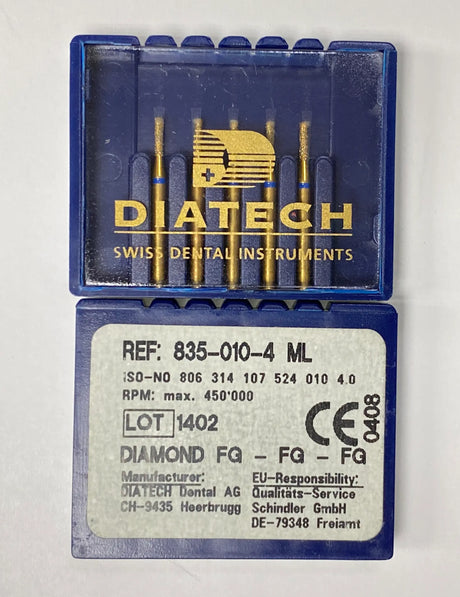 DIATECH
SWISS DENTAL INSTRUMENTS
REF: 835-010-4 ML
ISO-NO 806 314 107 524 010 4.0
RPM: max. 450'000
LOT 1402
CE 0408
DIAMOND FG - FG - FG
Manufacturer:
DIATECH Dental AG
CH-9435 Heerbrugg
EU-Responsibility:
Qualitäts-Service
Schindler GmbH
DE-79348 Freiamt